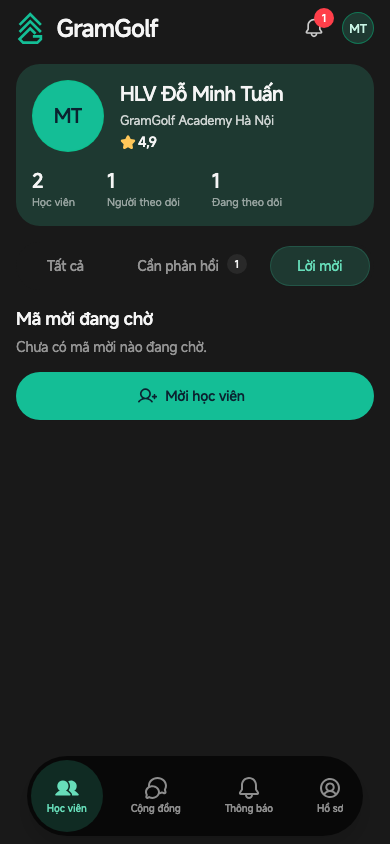 GramGolf
1
MT
MT
HLV Đỗ Minh Tuấn
GramGolf Academy Hà Nội
4,9
2
Học viên
1
Người theo dõi
1
Đang theo dõi
Tất cả
Cần phản hồi
1
Lời mời
Mã mời đang chờ
Chưa có mã mời nào đang chờ.
Mời học viên
Học viên
Cộng đồng
Thông báo
Hồ sơ